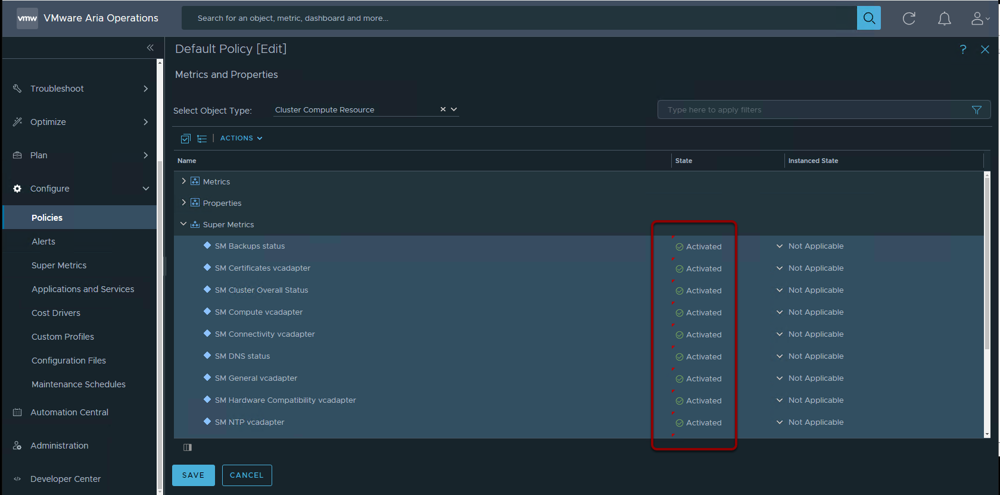 vmw VMware Aria Operations
Search for an object, metric, dashboard and more...
Troubleshoot
Optimize
Plan
Configure
Policies
Alerts
Super Metrics
Applications and Services
Cost Drivers
Custom Profiles
Configuration Files
Maintenance Schedules
Automation Central
Administration
Developer Center
Default Policy [Edit]
?
Metrics and Properties
Select Object Type: Cluster Compute Resource
Type here to apply filters
ACTIONS
Name State Instanced State
Metrics
Properties
Super Metrics
SM Backups status Activated Not Applicable
SM Certificates vcadapter Activated Not Applicable
SM Cluster Overall Status Activated Not Applicable
SM Compute vcadapter Activated Not Applicable
SM Connectivity vcadapter Activated Not Applicable
SM DNS status Activated Not Applicable
SM General vcadapter Activated Not Applicable
SM Hardware Compatibility vcadapter Activated Not Applicable
SM NTP vcadapter Activated Not Applicable
SAVE CANCEL